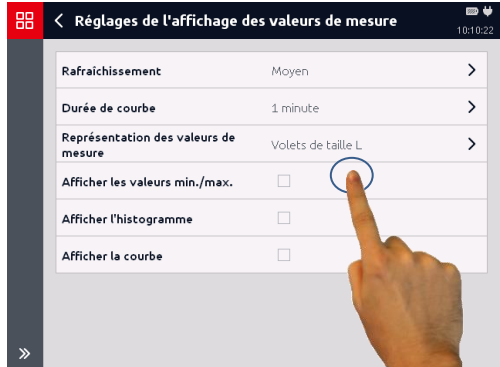 Réglages de l'affichage des valeurs de mesure
10:10:22
Rafraîchissement Moyen
Durée de courbe 1 minute
Représentation des valeurs de
mesure Volets de taille L
Afficher les valeurs min./max.
Afficher l'histogramme
Afficher la courbe